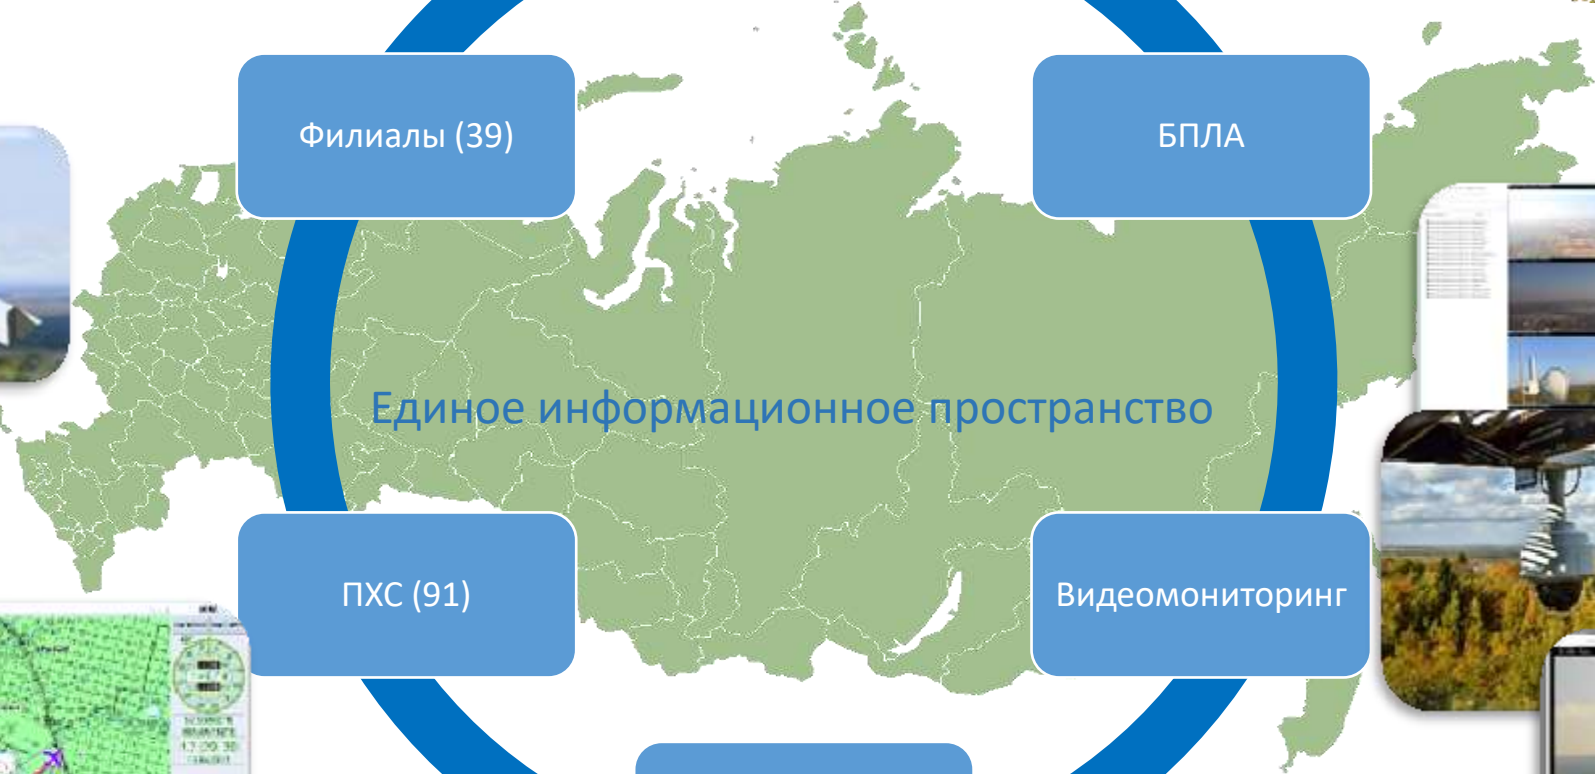 Филиалы (39)
БПЛА
Единое информационное пространство
ПХС (91)
Видеомониторинг